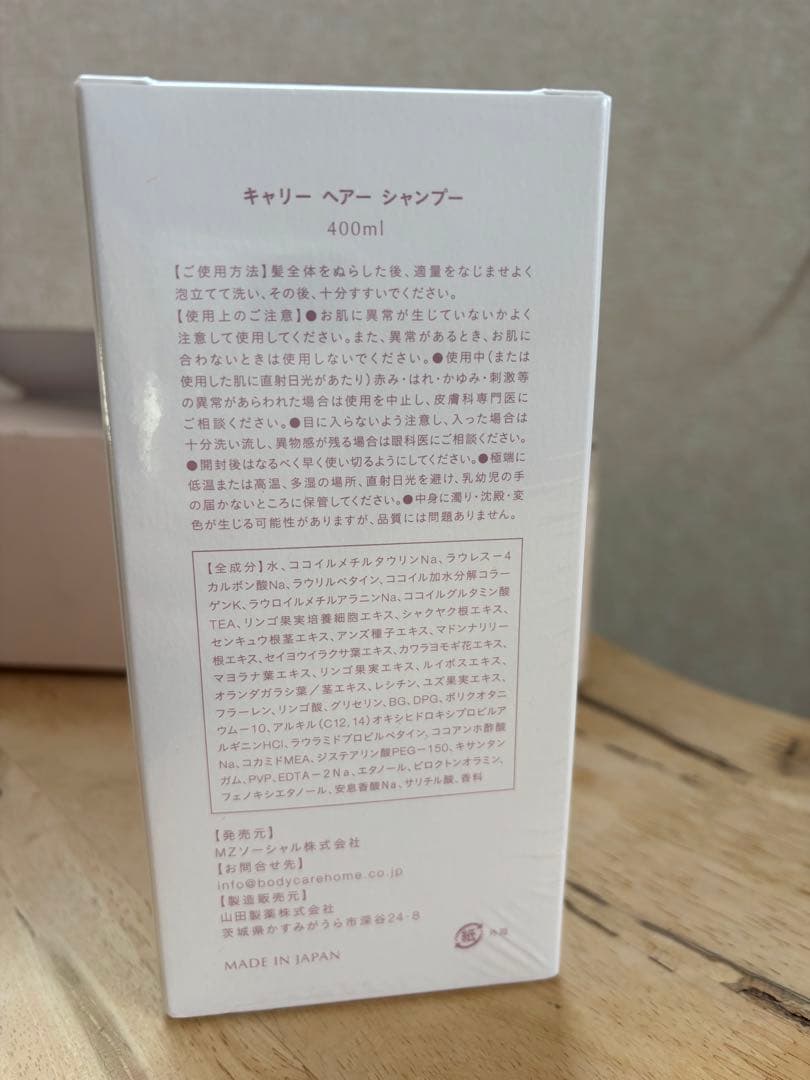 キャリー ヘアー シャンプー
400ml
【ご使用方法】髪全体をぬらした後、適量をなじませよく
泡立てて洗い、その後、十分すすいでください。
【使用上のご注意】●お肌に異常が生じていないかよく
注意して使用してください。また、異常があるとき、お肌に
合わないときは使用しないでください。●使用中(または
使用した肌に直射日光があたり)赤み・はれ・かゆみ・刺激等
の異常があらわれた場合は使用を中止し、皮膚科専門医に
ご相談ください。●目に入らないよう注意し、入った場合は
十分洗い流し、異物感が残る場合は眼科医にご相談ください。
●開封後はなるべく早く使い切るようにしてください。●極端に
低温または高温、多湿の場所、直射日光を避け、乳幼児の手
の届かないところに保管してください。●中身に濁り・沈殿・変
色が生じる可能性がありますが、品質には問題ありません。
【全成分】水、ココイルメチルタウリンNa、ラウレス－4
カルボン酸Na、ラウリルベタイン、ココイル加水分解コラー
ゲンK、ラウロイルメチルアラニンNa、ココイルグルタミン酸
TEA、リンゴ果実培養細胞エキス、シャクヤク根エキス、
センキュウ根茎エキス、アンズ種子エキス、マドンナリリー
根エキス、セイヨウイラクサ葉エキス、カワラヨモギ花エキス、
マヨラナ葉エキス、リンゴ果実エキス、ルイボスエキス、
オランダガラシ葉／茎エキス、レシチン、ユズ果実エキス、
フラーレン、リンゴ酸、グリセリン、BG、DPG、ポリクオタニ
ウム－10、アルキル(C12,14)オキシヒドロキシプロピルア
ルギニンHCl、ラウラミドプロピルベタイン、ココアンホ酢酸
Na、コカミドMEA、ジステアリン酸PEG－150、キサンタン
ガム、PVP、EDTA－2Na、エタノール、ピロクトンオラミン、
フェノキシエタノール、安息香酸Na、サリチル酸、香料
【発売元】
MZソーシャル株式会社
【お問合せ先】
info@bodycarehome.co.jp
【製造販売元】
山田製薬株式会社
茨城県かすみがうら市深谷24-8
紙 外箱
MADE IN JAPAN